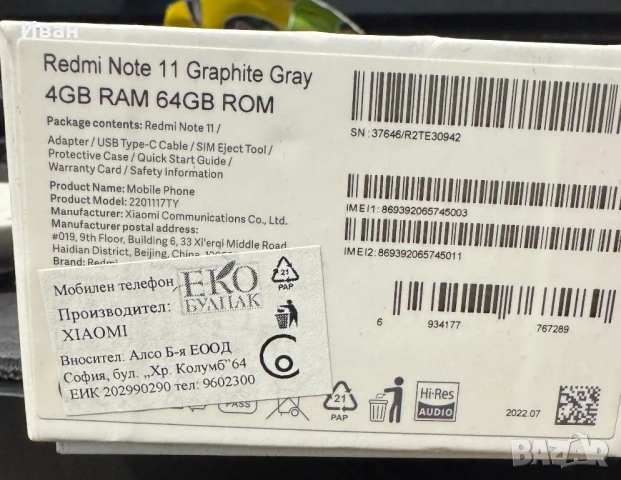 Иван
Redmi Note 11 Graphite Gray
4GB RAM 64GB ROM
Package contents: Redmi Note 11 /
Adapter / USB Type-C Cable / SIM Eject Tool /
Protective Case / Quick Start Guide /
Warranty Card / Safety Information
Product Name: Mobile Phone
Product Model: 2201117TY
Manufacturer: Xiaomi Communications Co., Ltd.
Manufacturer postal address:
#019, 9th Floor, Building 6, 33 Xi'erqi Middle Road
Haidian District, Beijing, China,
Brand: Redmi
SN: 37646/R2TE30942
IMEI1: 869392065745003
IMEI2: 869392065745011
6 934177 767289
Мобилен телефон
ЕКО
БУЛПАК
21
PAP
Производител:
XIAOMI
Вносител: Алсо Б-я ЕООД
София, бул. „Хр. Колумб" 64
ЕИК 202990290 тел: 9602300
PASS
21
PAP
Hi-Res
AUDIO
2022.07
BAZAR